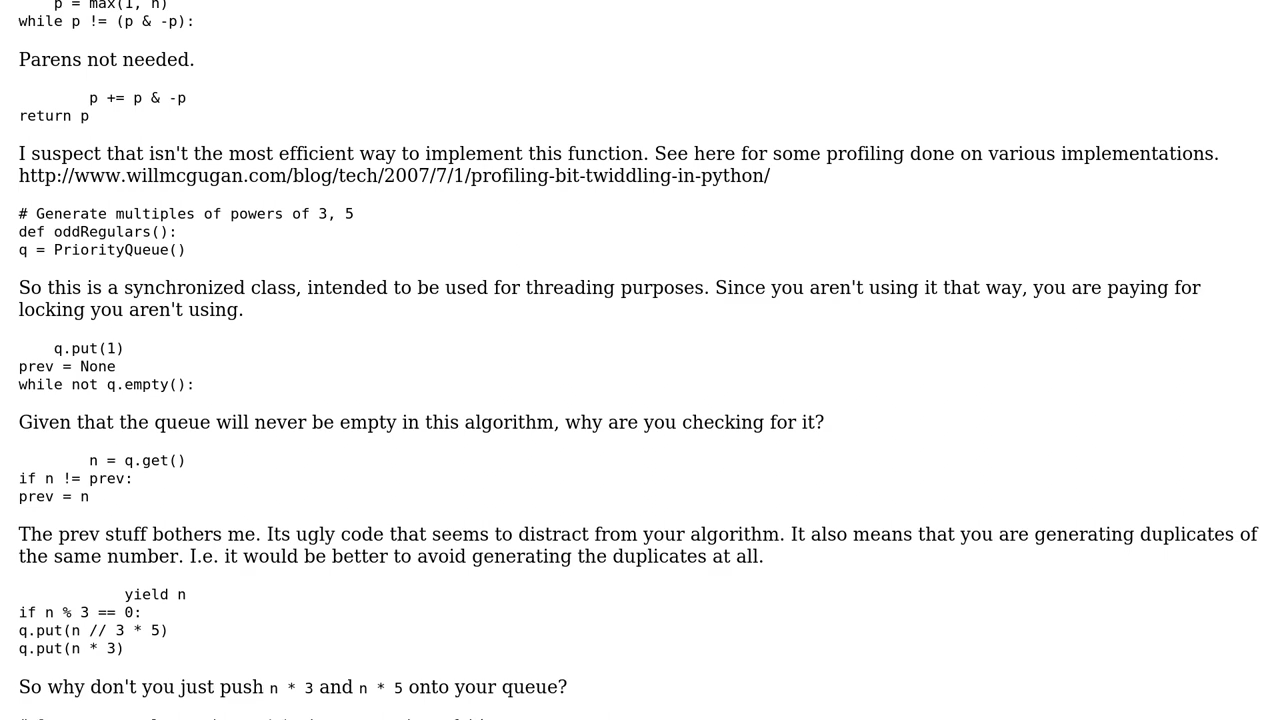 p = max(1, n)
while p != (p & -p):
Parens not needed.
p += p & -p
return p
I suspect that isn't the most efficient way to implement this function. See here for some profiling done on various implementations.
http://www.willmcgugan.com/blog/tech/2007/7/1/profiling-bit-twiddling-in-python/
# Generate multiples of powers of 3, 5
def oddRegulars():
q = PriorityQueue()
So this is a synchronized class, intended to be used for threading purposes. Since you aren't using it that way, you are paying for
locking you aren't using.
q.put(1)
prev = None
while not q.empty():
Given that the queue will never be empty in this algorithm, why are you checking for it?
n = q.get()
if n != prev:
prev = n
The prev stuff bothers me. Its ugly code that seems to distract from your algorithm. It also means that you are generating duplicates of
the same number. I.e. it would be better to avoid generating the duplicates at all.
yield n
if n % 3 == 0:
q.put(n // 3 * 5)
q.put(n * 3)
So why don't you just push n * 3 and n * 5 onto your queue?